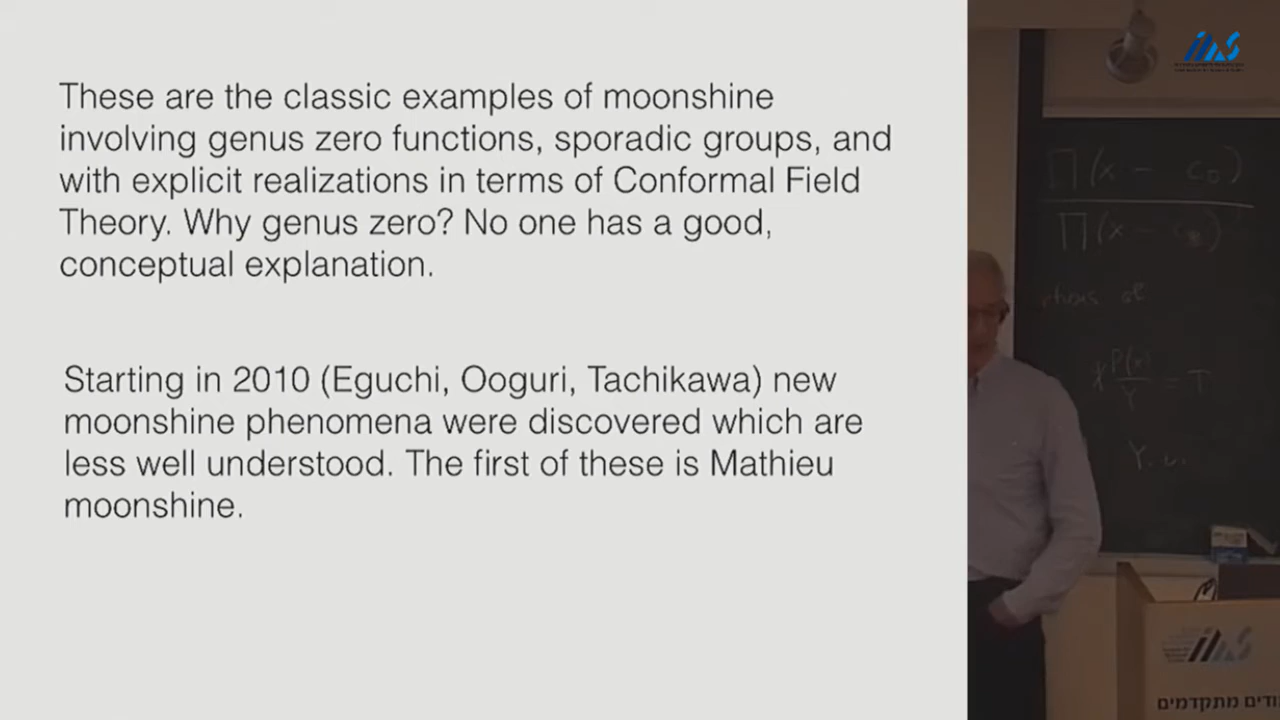 These are the classic examples of moonshine
involving genus zero functions, sporadic groups, and
with explicit realizations in terms of Conformal Field
Theory. Why genus zero? No one has a good,
conceptual explanation.
Starting in 2010 (Eguchi, Ooguri, Tachikawa) new
moonshine phenomena were discovered which are
less well understood. The first of these is Mathieu
moonshine.
∏(x -
∏(x -
P(x)
מתקדמים